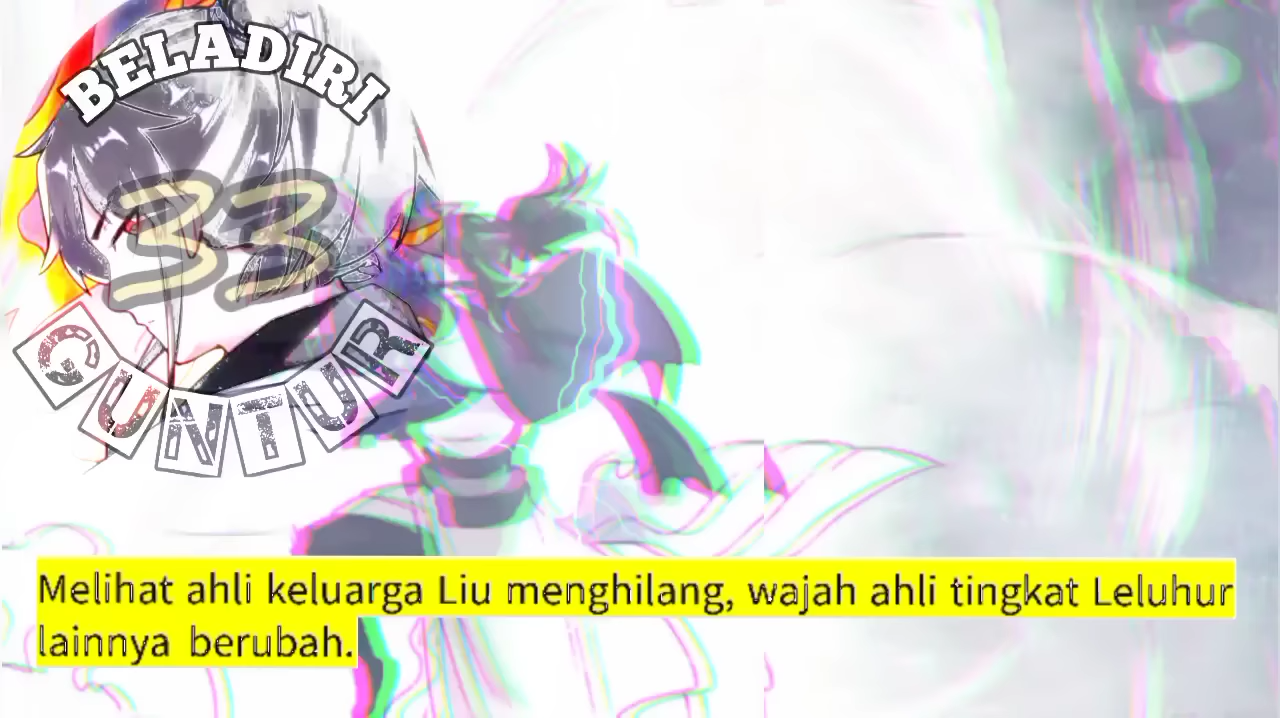 BELADIRI
33
GUNTUR
Melihat ahli keluarga Liu menghilang, wajah ahli tingkat Leluhur
lainnya berubah.